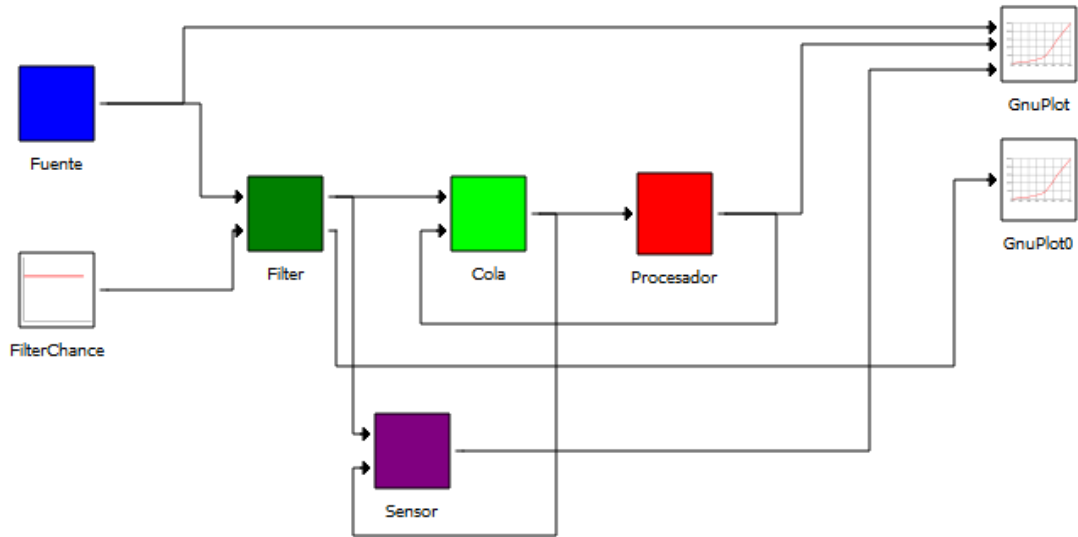 GnuPlot
Fuente
GnuPlot0
Filter
Cola
Procesador
FilterChance
Sensor